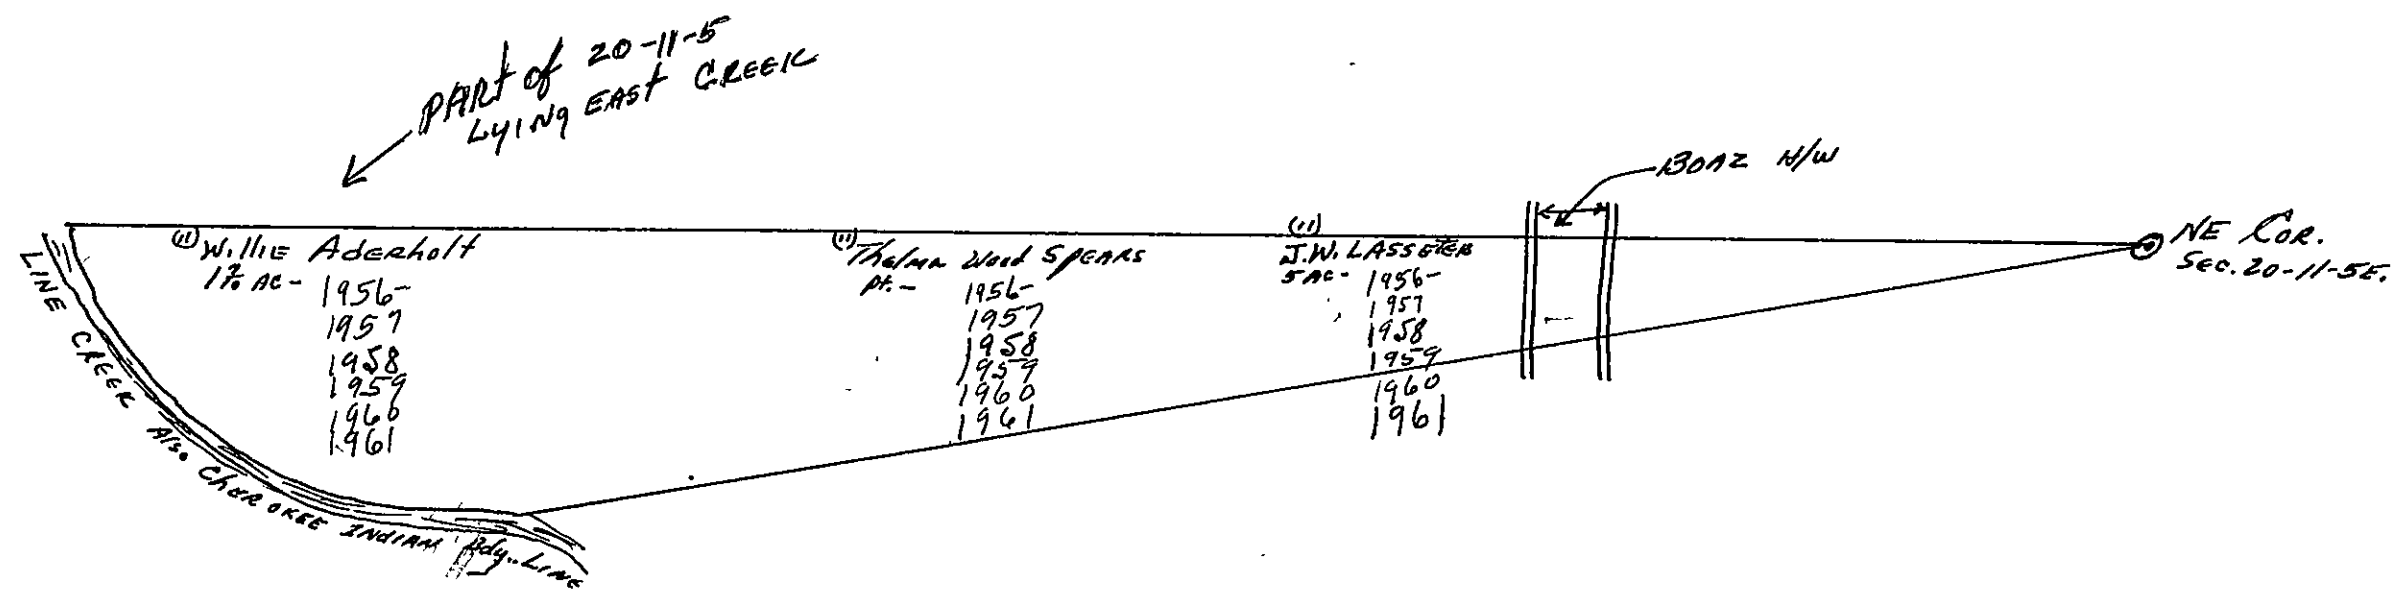 PART of 20-11-5
LYING EAST CREEK
BOAZ H/W
(11) Willie Aderholt
AC -
1956-
1957
1958
1959
1960
1961
(11) Thelma Wood SPEARS
Pt. -
1956-
1957
1958
1959
1960
1961
(11)
J.W. LASSETER
5 AC -
1956-
1957
1958
1959
1960
1961
NE COR.
SEC. 20-11-5E.
LINE CREEK Also CHEROKEE INDIAN Bdy.. LINE